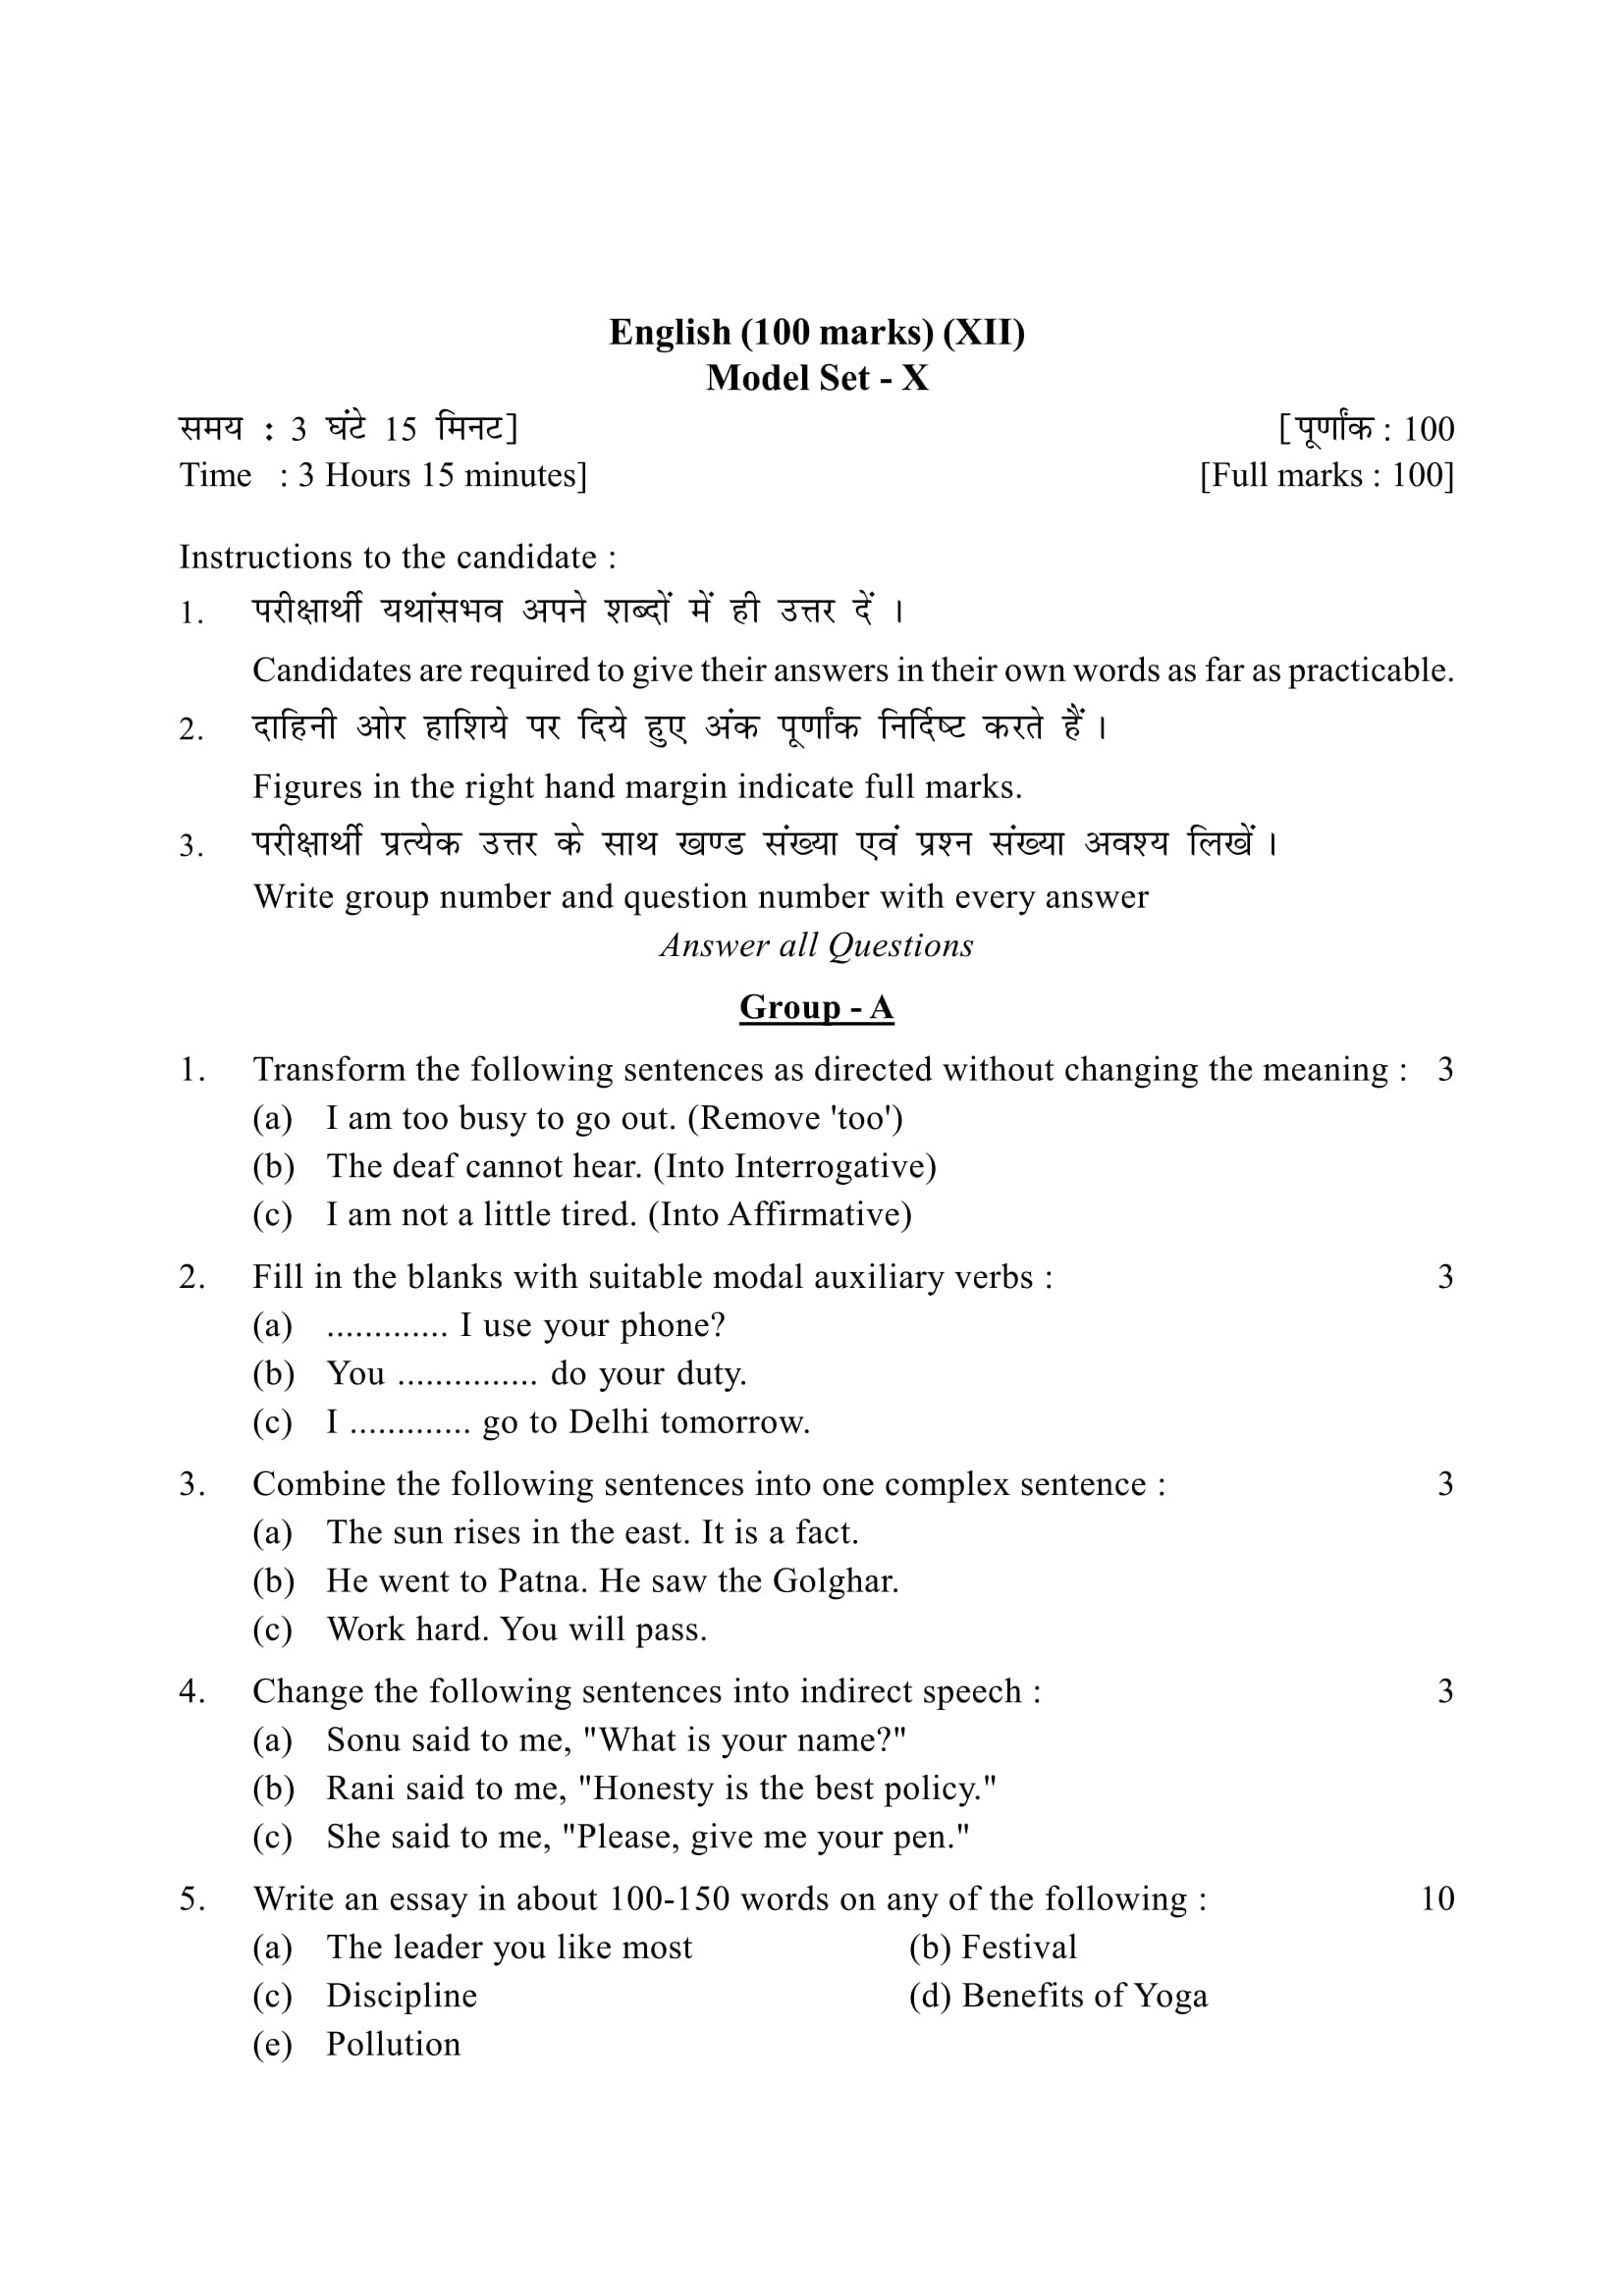 English (100 marks) (XII)
Model Set - X
समय : 3 घंटे 15 मिनट] [पूर्णांक : 100
Time : 3 Hours 15 minutes] [Full marks : 100]
Instructions to the candidate :
1. परीक्षार्थी यथांसभव अपने शब्दों में ही उत्तर दें ।
Candidates are required to give their answers in their own words as far as practicable.
2. दाहिनी ओर हाशिये पर दिये हुए अंक पूर्णांक निर्दिष्ट करते हैं ।
Figures in the right hand margin indicate full marks.
3. परीक्षार्थी प्रत्येक उत्तर के साथ खण्ड संख्या एवं प्रश्न संख्या अवश्य लिखें ।
Write group number and question number with every answer
Answer all Questions
Group - A
1. Transform the following sentences as directed without changing the meaning : 3
(a) I am too busy to go out. (Remove 'too')
(b) The deaf cannot hear. (Into Interrogative)
(c) I am not a little tired. (Into Affirmative)
2. Fill in the blanks with suitable modal auxiliary verbs : 3
(a) ............. I use your phone?
(b) You ............... do your duty.
(c) I ............. go to Delhi tomorrow.
3. Combine the following sentences into one complex sentence : 3
(a) The sun rises in the east. It is a fact.
(b) He went to Patna. He saw the Golghar.
(c) Work hard. You will pass.
4. Change the following sentences into indirect speech : 3
(a) Sonu said to me, "What is your name?"
(b) Rani said to me, "Honesty is the best policy."
(c) She said to me, "Please, give me your pen."
5. Write an essay in about 100-150 words on any of the following : 10
(a) The leader you like most (b) Festival
(c) Discipline (d) Benefits of Yoga
(e) Pollution